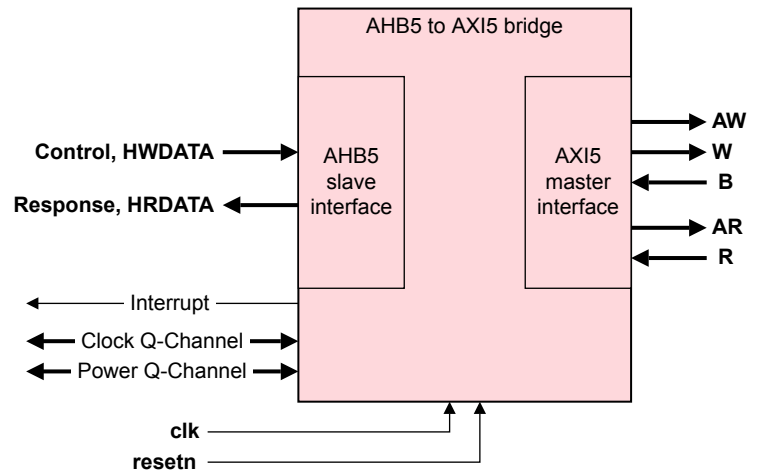 AHB5 to AXI5 bridge
Control, HWDATA
Response, HRDATA
AHB5
slave
interface
AXI5
master
interface
AW
W
B
AR
R
Interrupt
Clock Q-Channel
Power Q-Channel
clk
resetn